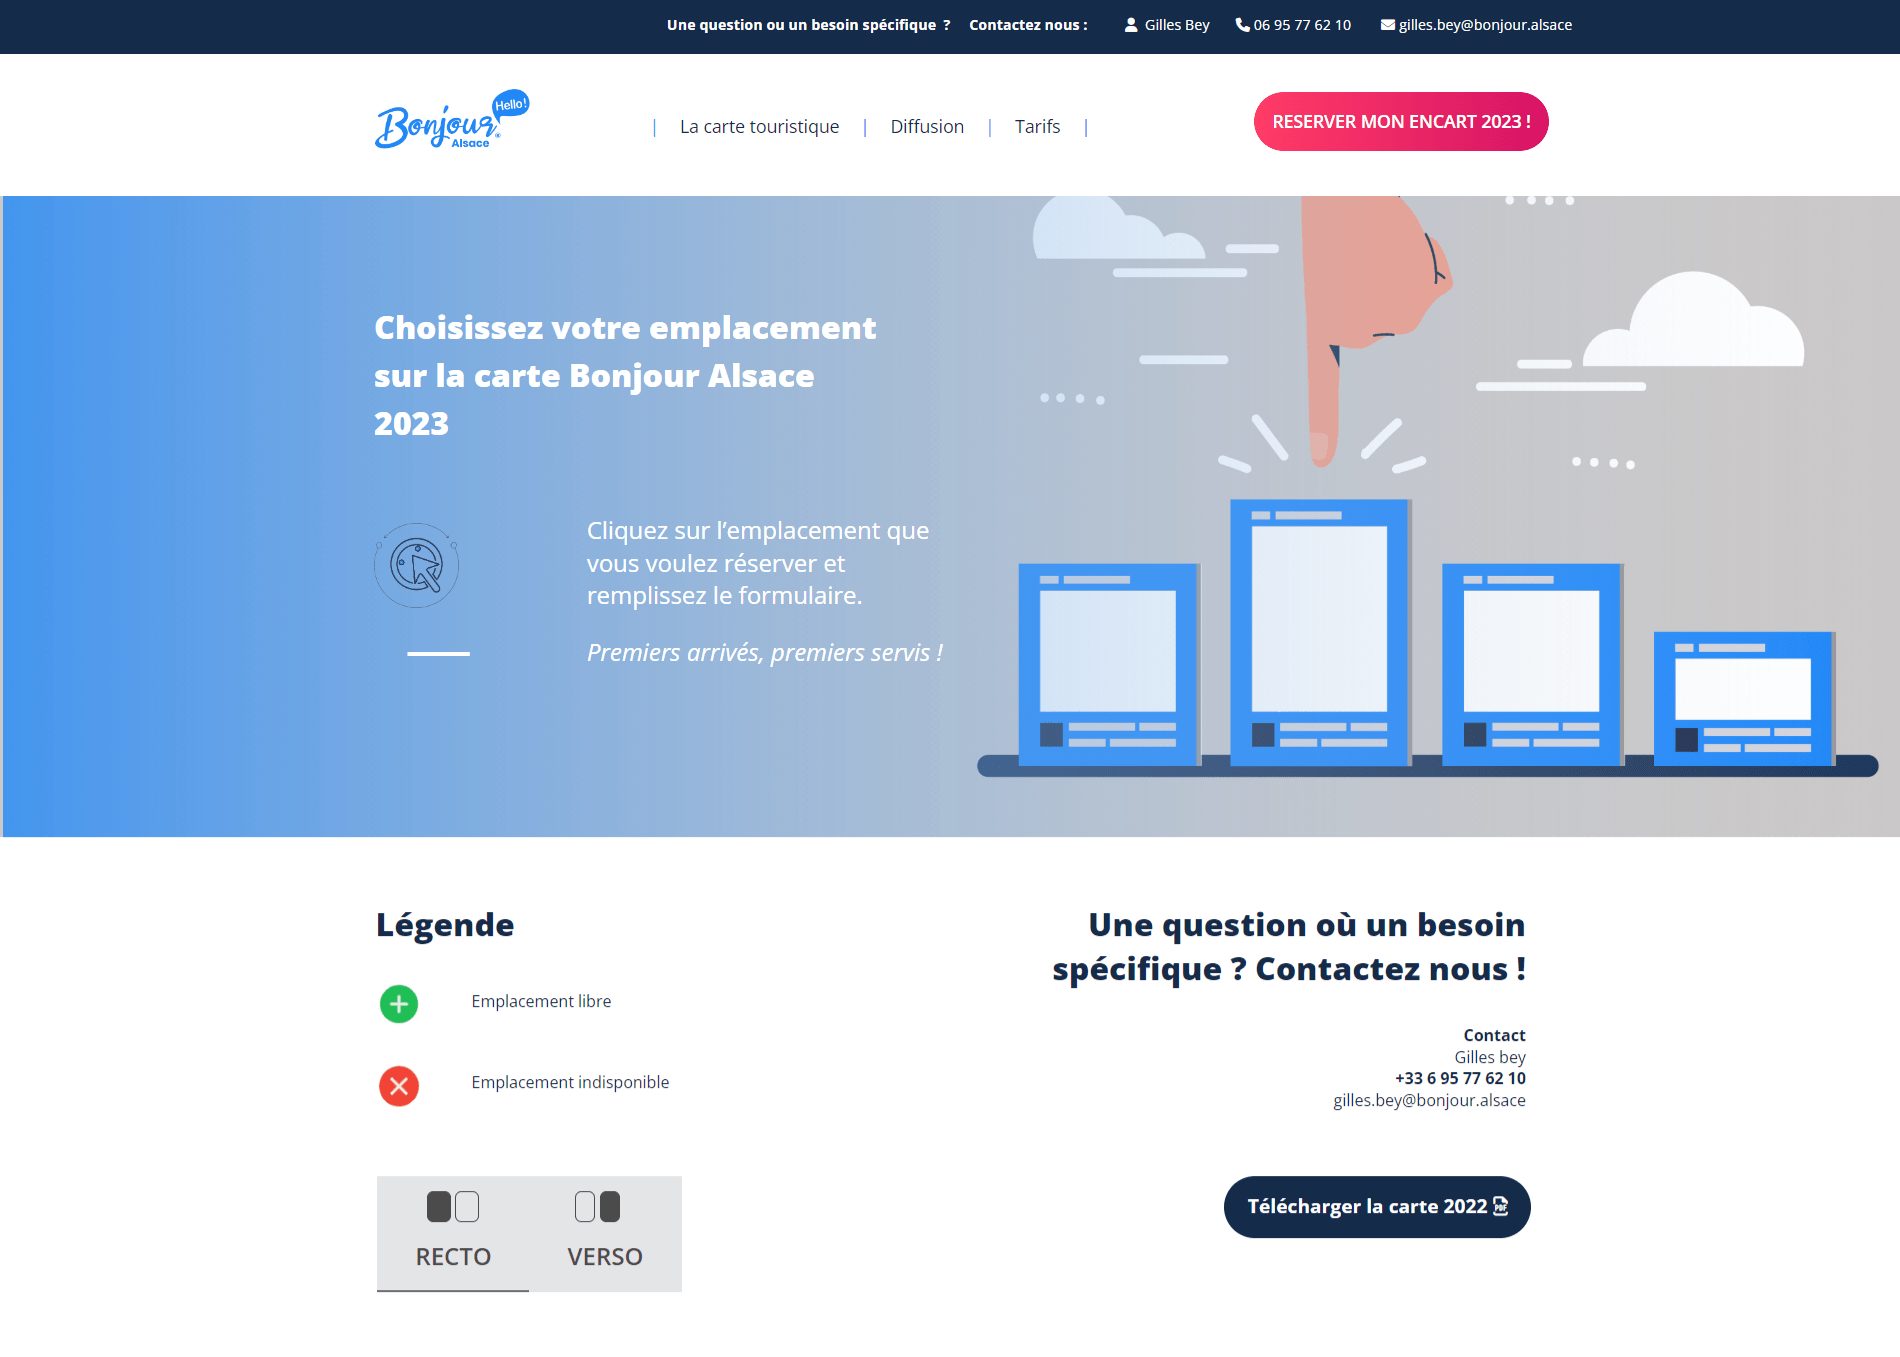 Une question ou un besoin spécifique ? Contactez nous : Gilles Bey 06 95 77 62 10 gilles.bey@bonjour.alsace
Hello!
Bonjour
Alsace
La carte touristique | Diffusion | Tarifs |
RESERVER MON ENCART 2023 !
Choisissez votre emplacement
sur la carte Bonjour Alsace
2023
Cliquez sur l’emplacement que
vous voulez réserver et
remplissez le formulaire.
Premiers arrivés, premiers servis !
Légende
Emplacement libre
Emplacement indisponible
RECTO VERSO
Une question où un besoin
spécifique ? Contactez nous !
Contact
Gilles bey
+33 6 95 77 62 10
gilles.bey@bonjour.alsace
Télécharger la carte 2022 PDF